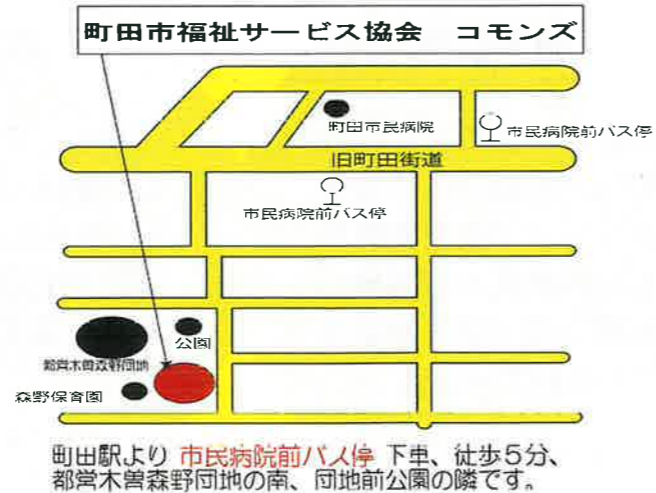 町田市福祉サービス協会　コモンズ
町田市民病院
市民病院前バス停
旧町田街道
市民病院前バス停
公園
都営木曽森野団地
森野保育園
町田駅より 市民病院前バス停 下車、徒歩5分、
都営木曽森野団地の南、団地前公園の隣です。